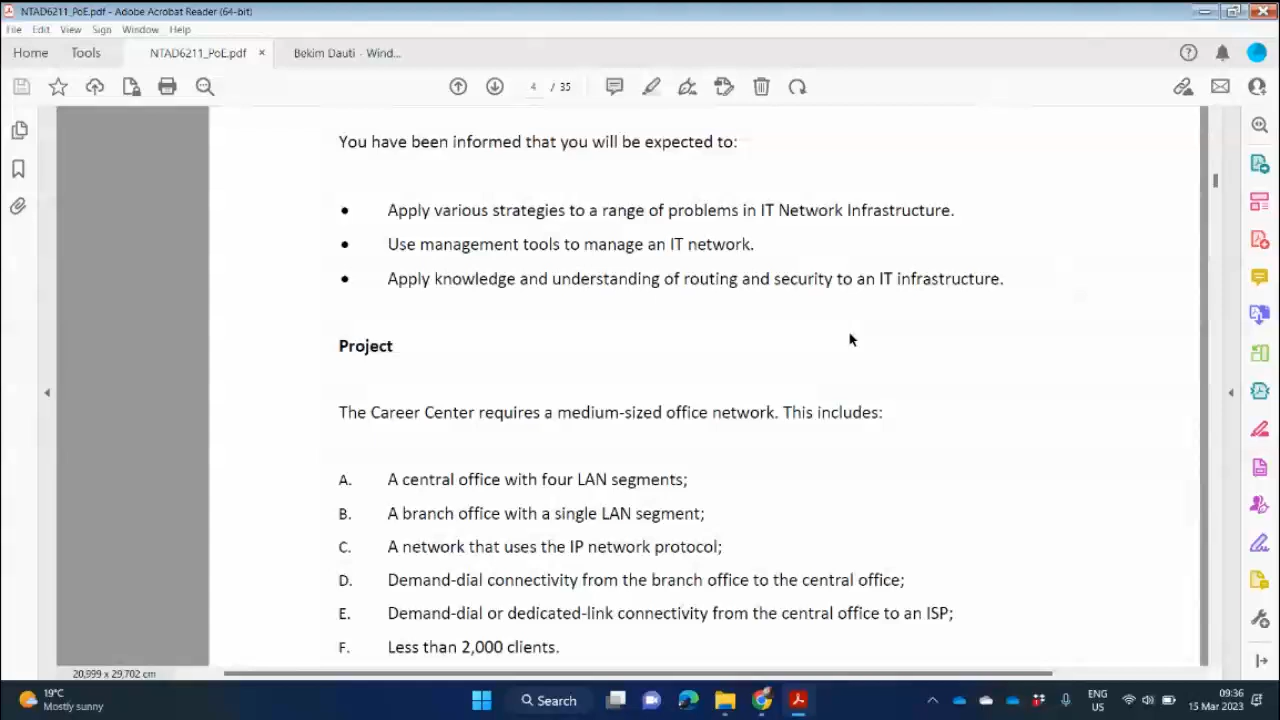 NTAD6211_PoE.pdf - Adobe Acrobat Reader (64-bit)
File Edit View Window Help
Home Tools NTAD6211_PoE.pdf × Bekim Dauti - Wind...
4 / 35
You have been informed that you will be expected to:
• Apply various strategies to a range of problems in IT Network Infrastructure.
• Use management tools to manage an IT network.
• Apply knowledge and understanding of routing and security to an IT infrastructure.
Project
The Career Center requires a medium-sized office network. This includes:
A. A central office with four LAN segments;
B. A branch office with a single LAN segment;
C. A network that uses the IP network protocol;
D. Demand-dial connectivity from the branch office to the central office;
E. Demand-dial or dedicated-link connectivity from the central office to an ISP;
F. Less than 2,000 clients.
20,999 x 29,702 cm
19°C
Mostly sunny
Search
ENG
US
09:36
15 Mar 2023